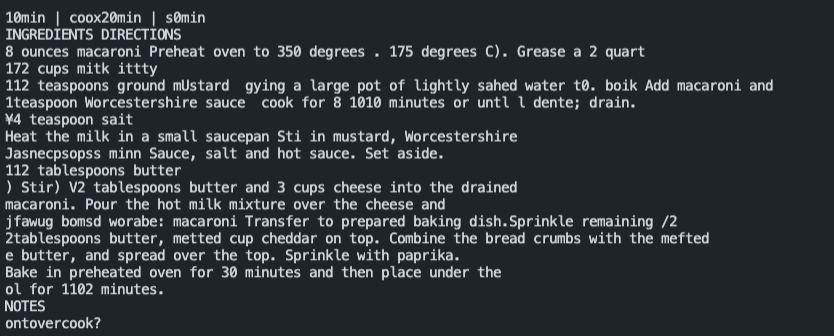 10min | coox20min | s0min
INGREDIENTS DIRECTIONS
8 ounces macaroni Preheat oven to 350 degrees . 175 degrees C). Grease a 2 quart
172 cups mitk ittty
112 teaspoons ground mUstard  gying a large pot of lightly sahed water t0. boik Add macaroni and
1teaspoon Worcestershire sauce  cook for 8 1010 minutes or untl l dente; drain.
¥4 teaspoon sait
Heat the milk in a small saucepan Sti in mustard, Worcestershire
Jasnecpsopss minn Sauce, salt and hot sauce. Set aside.
112 tablespoons butter
) Stir) V2 tablespoons butter and 3 cups cheese into the drained
macaroni. Pour the hot milk mixture over the cheese and
jfawug bomsd worabe: macaroni Transfer to prepared baking dish.Sprinkle remaining /2
2tablespoons butter, metted cup cheddar on top. Combine the bread crumbs with the mefted
e butter, and spread over the top. Sprinkle with paprika.
Bake in preheated oven for 30 minutes and then place under the
ol for 1102 minutes.
NOTES
ontovercook?